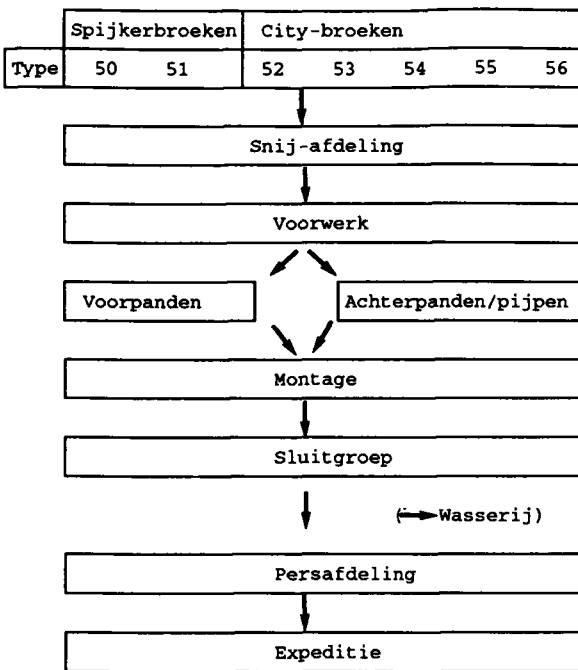 Spijkerbroeken City-broeken
Type 50 51 52 53 54 55 56
Snij-afdeling
Voorwerk
Voorpanden Achterpanden/pijpen
Montage
Sluitgroep
(→Wasserij)
Persafdeling
Expeditie